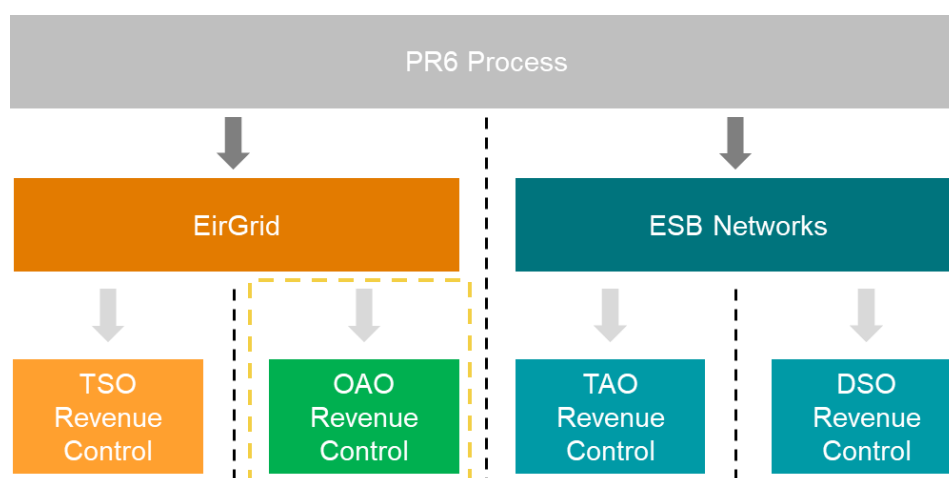 PR6 Process
EirGrid
ESB Networks
TSO
Revenue
Control
OAO
Revenue
Control
TAO
Revenue
Control
DSO
Revenue
Control